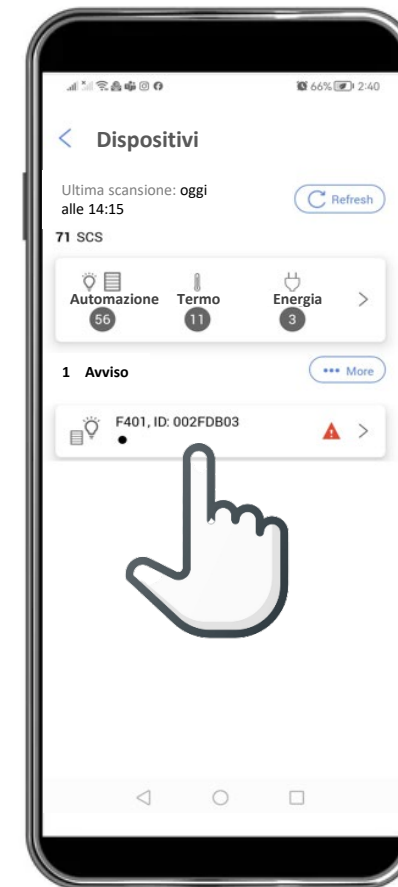 66% 2:40
Dispositivi
Ultima scansione: oggi
alle 14:15
Refresh
71 SCS
Automazione Termo Energia
56 11 3
1 Avviso
More
F401, ID: 002FDB03